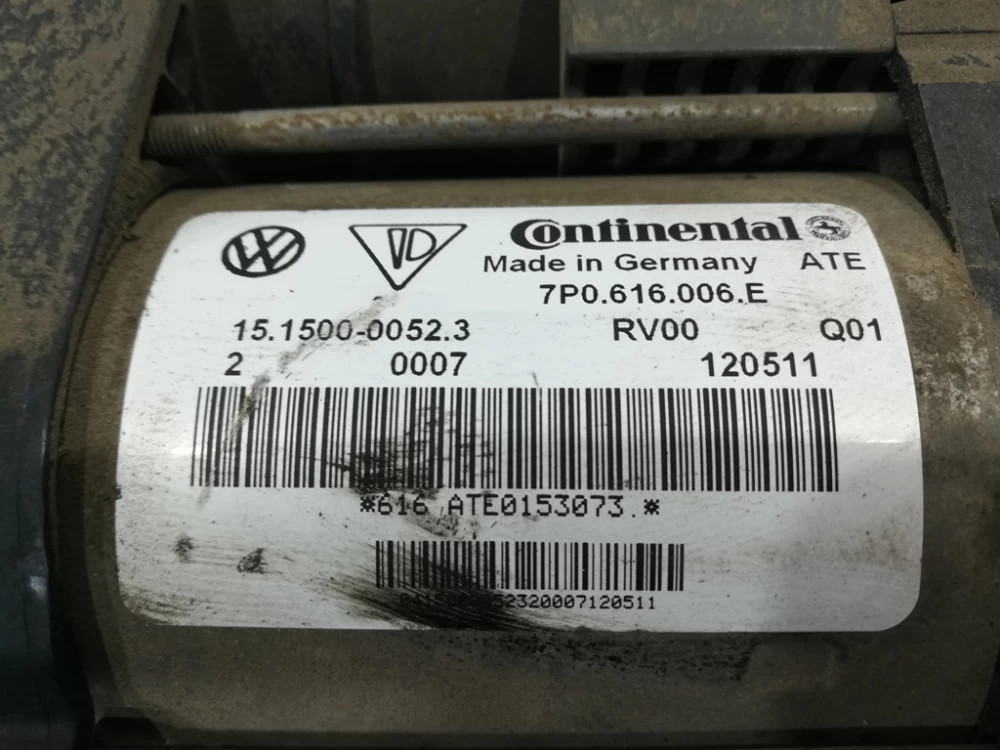 Continental
Made in Germany ATE
7P0.616.006.E
15.1500-0052.3 RV00 Q01
2 0007 120511
*616 ATE0153073.*